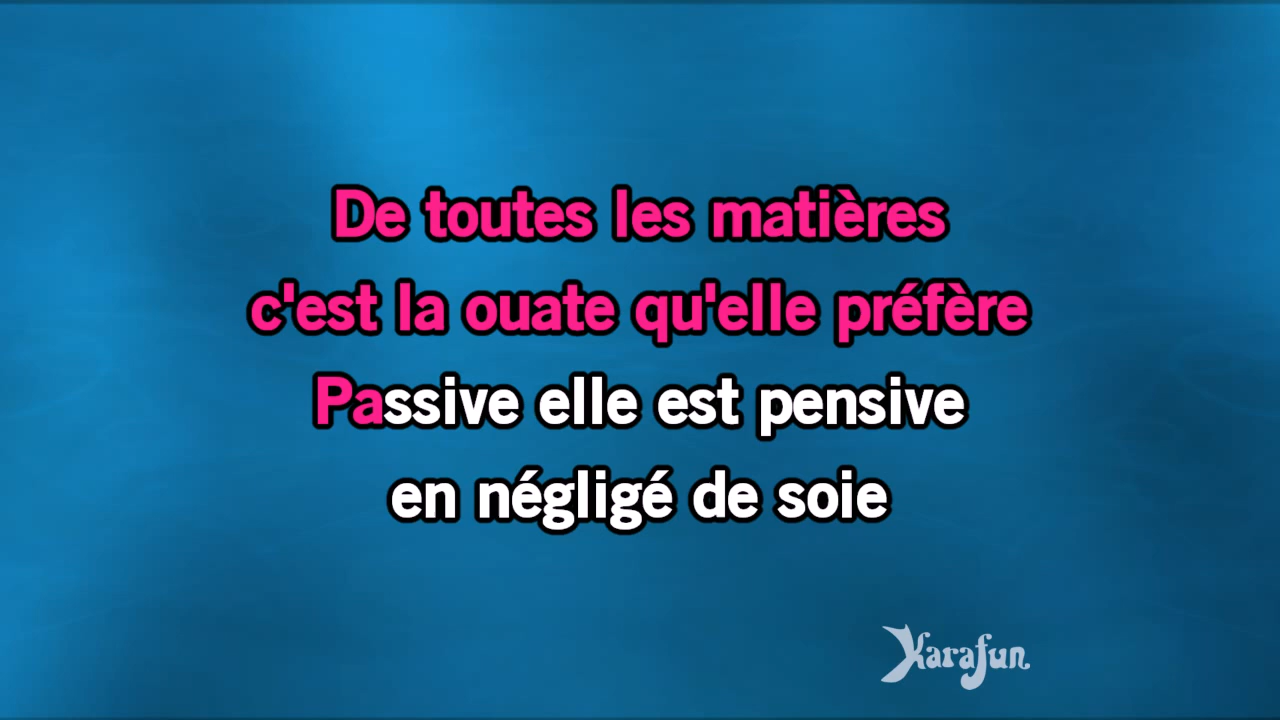 De toutes les matières
c'est la ouate qu'elle préfère
Passive elle est pensive
en négligé de soie
Karafun